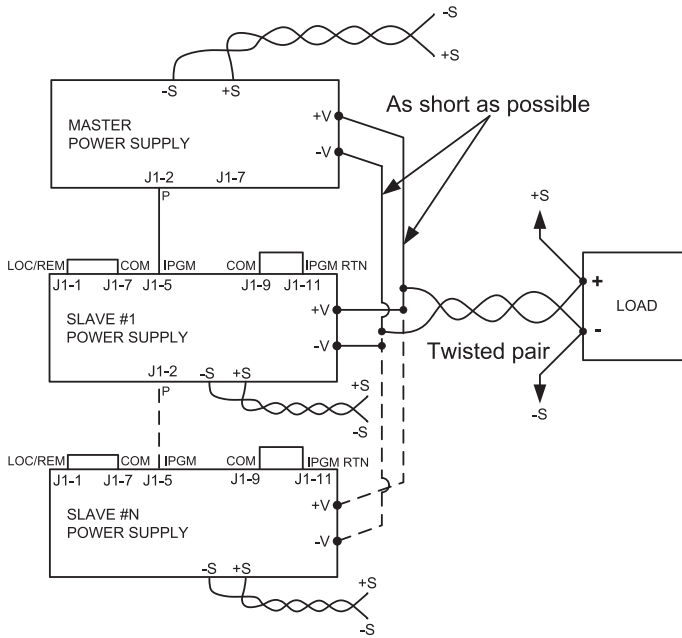 -S
+S
-S +S
MASTER
POWER SUPPLY
+V
-V
J1-2 J1-7
P
As short as possible
LOC/REM COM IPGM COM IPGM RTN
J1-1 J1-7 J1-5 J1-9 J1-11
SLAVE #1
POWER SUPPLY
+V
-V
J1-2
P
-S +S
+S
-S
+S
+
-
LOAD
-S
Twisted pair
LOC/REM COM IPGM COM IPGM RTN
J1-1 J1-7 J1-5 J1-9 J1-11
SLAVE #N
POWER SUPPLY
+V
-V
-S +S
+S
-S